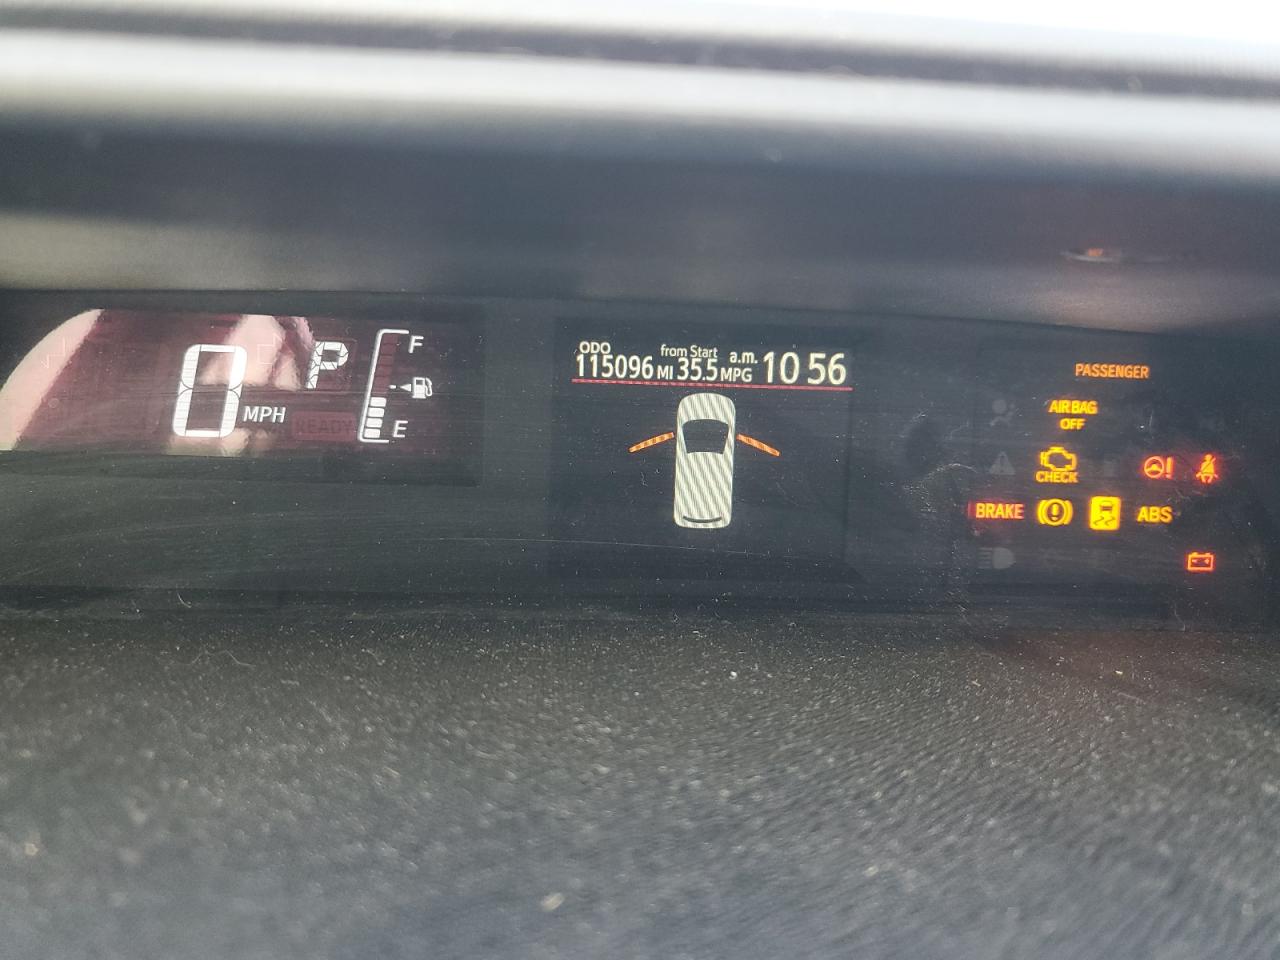 0 MPH
P
F
E
READY
ODO from Start a.m.
115096 MI 35.5 MPG 10 56
PASSENGER
AIR BAG
OFF
CHECK
BRAKE
ABS